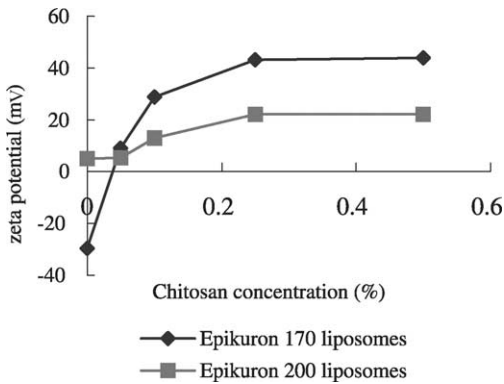 60
40
20
0
-20
-40
0 0.2 0.4 0.6
zeta potential (mv)
Chitosan concentration (%)
Epikuron 170 liposomes
Epikuron 200 liposomes